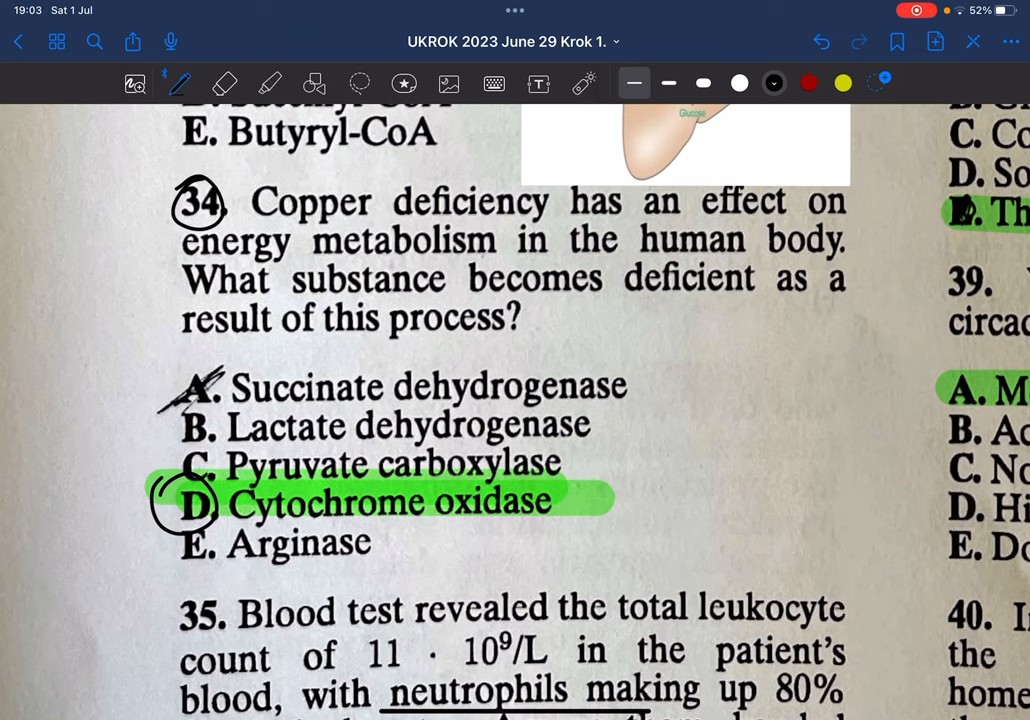 19:03 Sat 1 Jul
52%
UKROK 2023 June 29 Krok 1.
Glucose
E. Butyryl-CoA
34. Copper deficiency has an effect on
energy metabolism in the human body.
What substance becomes deficient as a
result of this process?
A. Succinate dehydrogenase
B. Lactate dehydrogenase
C. Pyruvate carboxylase
D. Cytochrome oxidase
E. Arginase
35. Blood test revealed the total leukocyte
count of 11 · 10⁹/L in the patient's
blood, with neutrophils making up 80%
C. Co
D. So
E. Th
39.
circad
A. M
B. Ad
C. No
D. Hi
E. Do
40. I
the
home